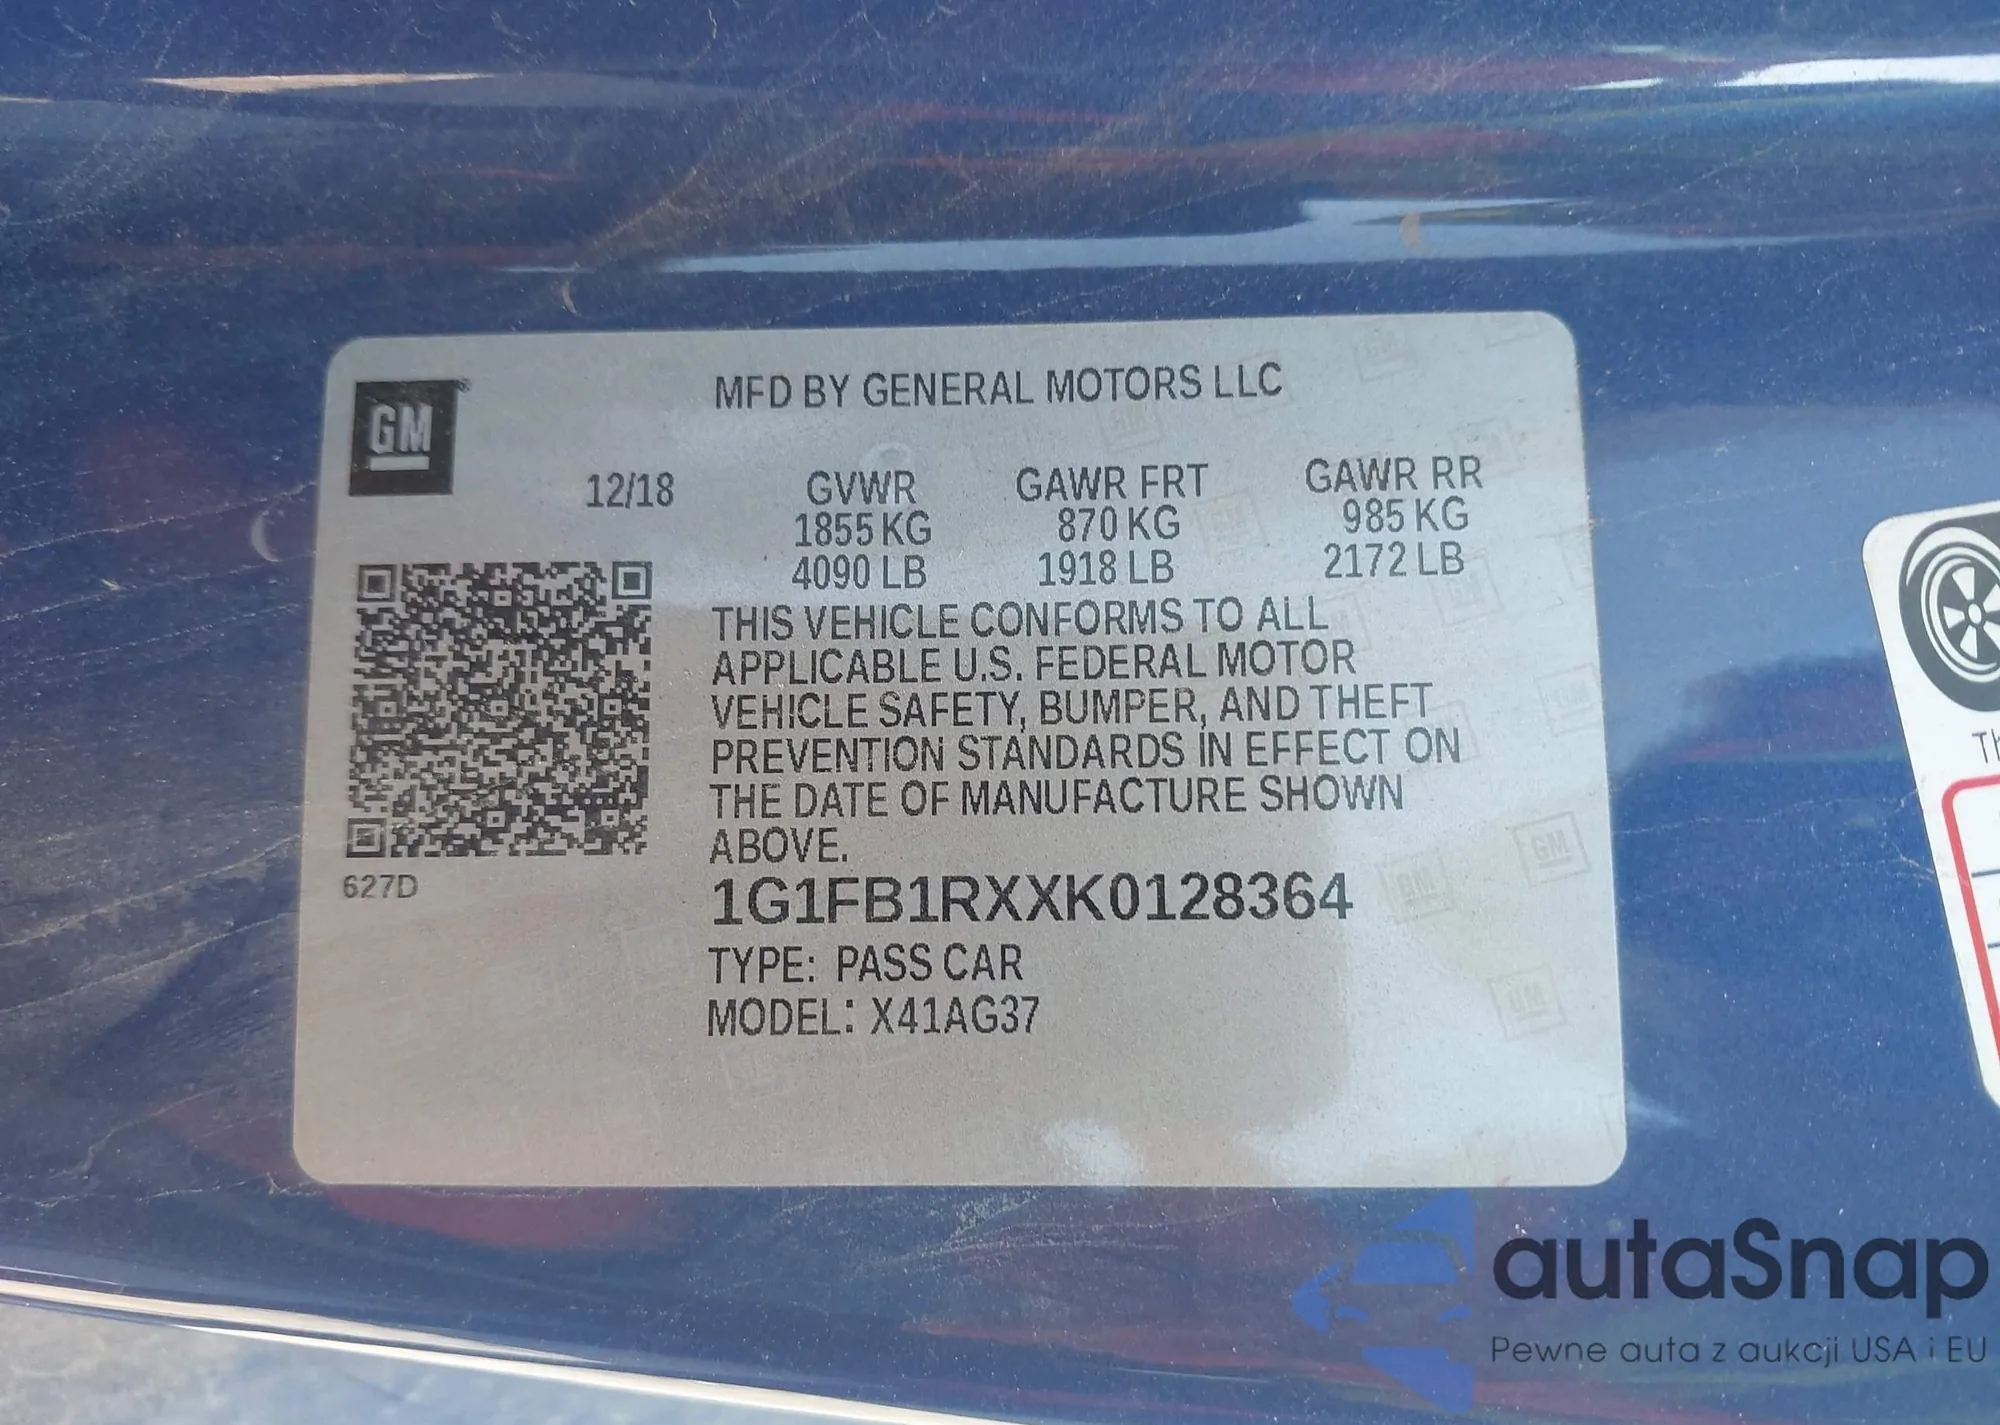 GM
MFD BY GENERAL MOTORS LLC
12/18
GVWR GAWR FRT GAWR RR
1855 KG 870 KG 985 KG
4090 LB 1918 LB 2172 LB
THIS VEHICLE CONFORMS TO ALL
APPLICABLE U.S. FEDERAL MOTOR
VEHICLE SAFETY, BUMPER, AND THEFT
PREVENTION STANDARDS IN EFFECT ON
THE DATE OF MANUFACTURE SHOWN
ABOVE.
627D
1G1FB1RXXK0128364
TYPE: PASS CAR
MODEL: X41AG37
autaSnap
Pewne auta z aukcji USA i EU